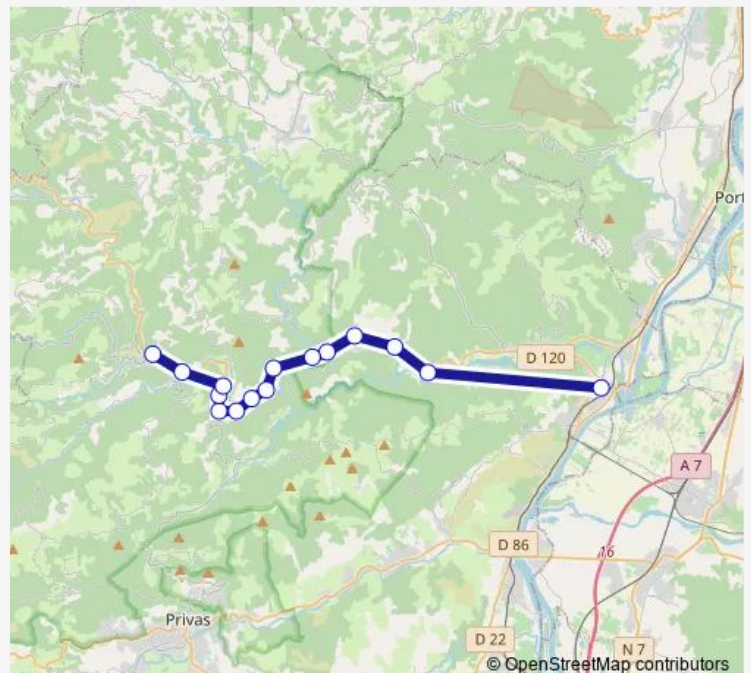 Port
D 120
A 7
16
D 86
Privas
D 22
N 7
© OpenStreetMap contributors